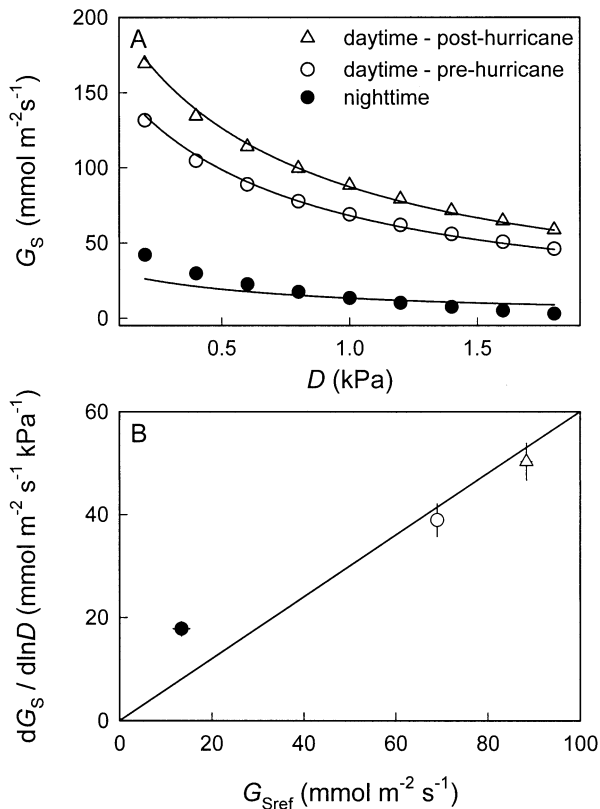 A
daytime - post-hurricane
daytime - pre-hurricane
nighttime
200
150
100
50
0
G_S (mmol m⁻²s⁻¹)
0.5 1.0 1.5
D (kPa)
B
60
40
20
0
dG_S / dlnD (mmol m⁻² s⁻¹ kPa⁻¹)
0 20 40 60 80 100
G_Sref (mmol m⁻² s⁻¹)